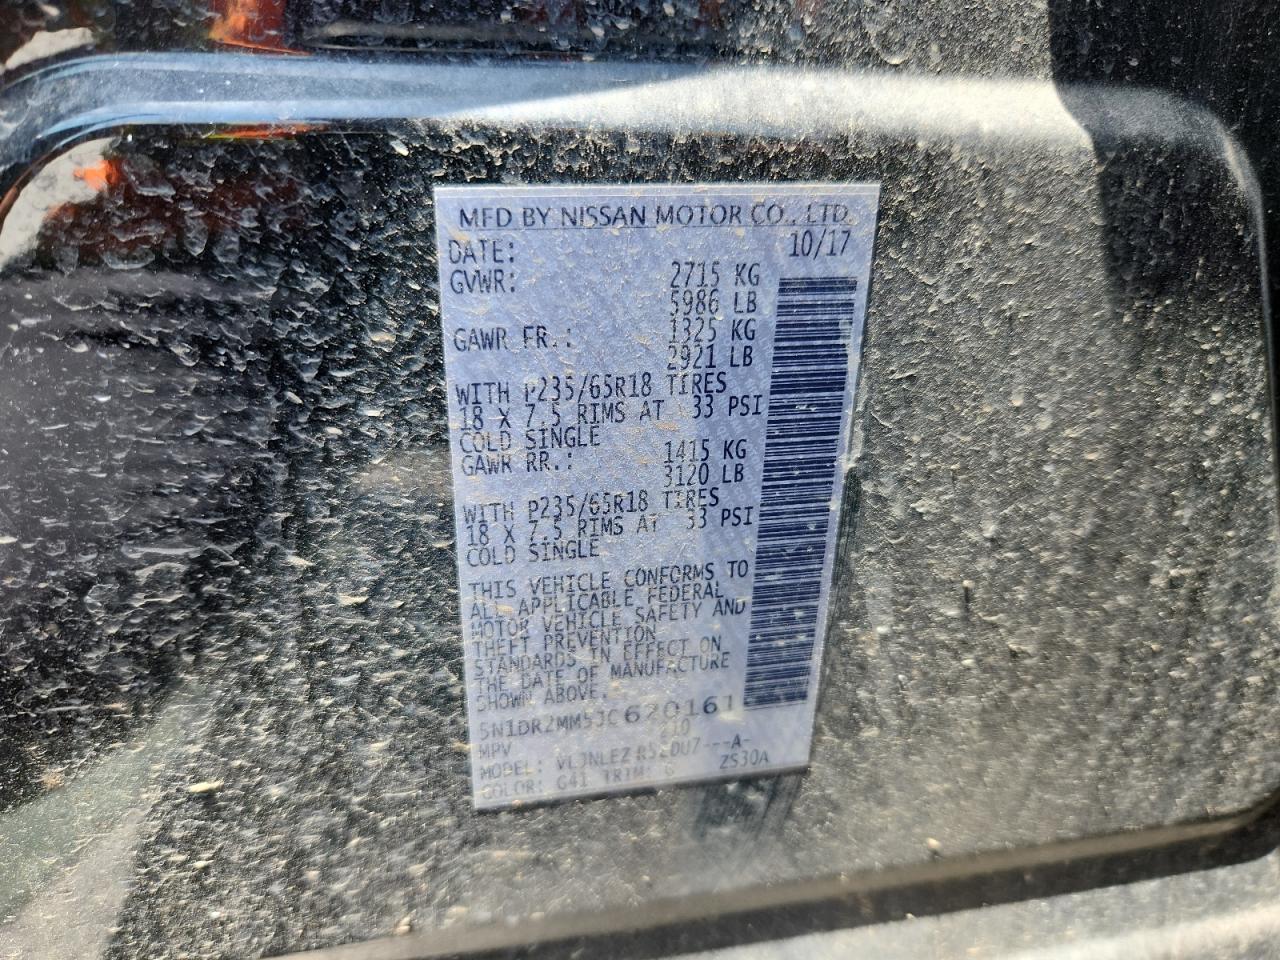 MFD BY NISSAN MOTOR CO., LTD.
DATE: 10/17
GVWR: 2715 KG
5986 LB
GAWR FR.: 1325 KG
2921 LB
WITH P235/65R18 TIRES
18 X 7.5 RIMS AT 33 PSI
COLD SINGLE
GAWR RR.: 1415 KG
3120 LB
WITH P235/65R18 TIRES
18 X 7.5 RIMS AT 33 PSI
COLD SINGLE
THIS VEHICLE CONFORMS TO
ALL APPLICABLE FEDERAL
MOTOR VEHICLE SAFETY AND
THEFT PREVENTION
STANDARDS IN EFFECT ON
THE DATE OF MANUFACTURE
SHOWN ABOVE.
5N1DR2MM5JC620161
MPV 210
MODEL: ---A-
ZS30A
COLOR: G41 TRIM: G